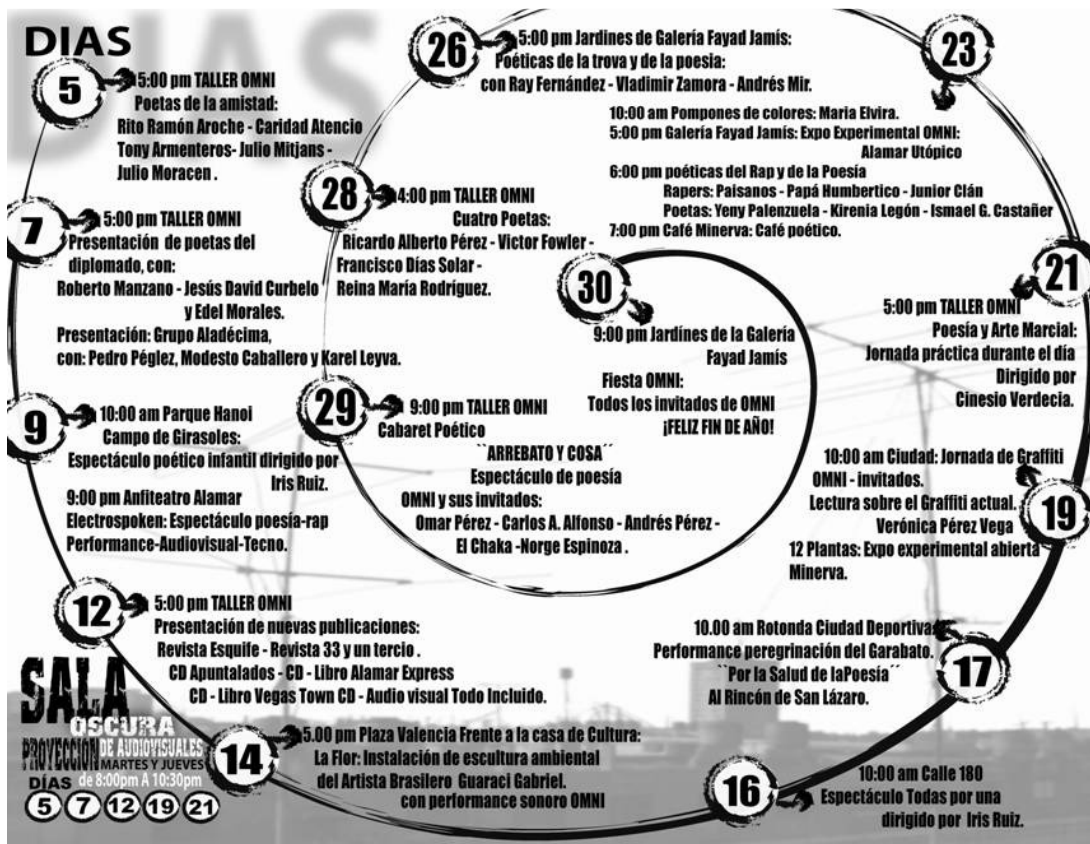 DIAS
DIAS
5
5:00 pm TALLER OMNI
Poetas de la amistad:
Rito Ramón Aroche - Caridad Atencio
Tony Armenteros- Julio Mitjans -
Julio Moracen .
7
5:00 pm TALLER OMNI
Presentación de poetas del
diplomado, con:
Roberto Manzano - Jesús David Curbelo
y Edel Morales.
Presentación: Grupo Aladécima,
con: Pedro Péglez, Modesto Caballero y Karel Leyva.
9
10:00 am Parque Hanoi
Campo de Girasoles:
Espectáculo poético infantil dirigido por
Iris Ruiz.
9:00 pm Anfiteatro Alamar
Electrospoken: Espectáculo poesía-rap
Performance-Audiovisual-Tecno.
12
5:00 pm TALLER OMNI
Presentación de nuevas publicaciones:
Revista Esquife - Revista 33 y un tercio .
CD Apuntalados - CD - Libro Alamar Express
CD - Libro Vegas Town CD - Audio visual Todo Incluido.
14
5.00 pm Plaza Valencia Frente a la casa de Cultura:
La Flor: Instalación de escultura ambiental
del Artista Brasilero Guaraci Gabriel.
con performance sonoro OMNI
16
10:00 am Calle 180
Espectáculo Todas por una
dirigido por Iris Ruiz.
17
10.00 am Rotonda Ciudad Deportiva:
Performance peregrinación del Garabato.
``Por la Salud de laPoesía´´
Al Rincón de San Lázaro.
19
10:00 am Ciudad: Jornada de Graffiti
OMNI - invitados.
Lectura sobre el Graffiti actual.
Verónica Pérez Vega
12 Plantas: Expo experimental abierta
Minerva.
21
5:00 pm TALLER OMNI
Poesía y Arte Marcial:
Jornada práctica durante el día
Dirigido por
Cinesio Verdecia.
23
10:00 am Pompones de colores: Maria Elvira.
5:00 pm Galería Fayad Jamís: Expo Experimental OMNI:
Alamar Utópico
6:00 pm poéticas del Rap y de la Poesía
Rapers: Paisanos - Papá Humbertico - Junior Clán
Poetas: Yeny Palenzuela - Kirenia Legón - Ismael G. Castañer
7:00 pm Café Minerva: Café poético.
26
5:00 pm Jardines de Galería Fayad Jamís:
Poéticas de la trova y de la poesia:
con Ray Fernández - Vladimir Zamora - Andrés Mir.
28
4:00 pm TALLER OMNI
Cuatro Poetas:
Ricardo Alberto Pérez - Victor Fowler -
Francisco Días Solar -
Reina María Rodríguez.
29
9:00 pm TALLER OMNI
Cabaret Poético
``ARREBATO Y COSA´´
Espectáculo de poesía
OMNI y sus invitados:
Omar Pérez - Carlos A. Alfonso - Andrés Pérez -
El Chaka -Norge Espinoza .
30
9:00 pm Jardínes de la Galería
Fayad Jamís
Fiesta OMNI:
Todos los invitados de OMNI
¡FELIZ FIN DE AÑO!
SALA
OSCURA
PROYECCION DE AUDIOVISUALES
MARTES Y JUEVES
DÍAS de 8:00pm A 10:30pm
5 7 12 19 21